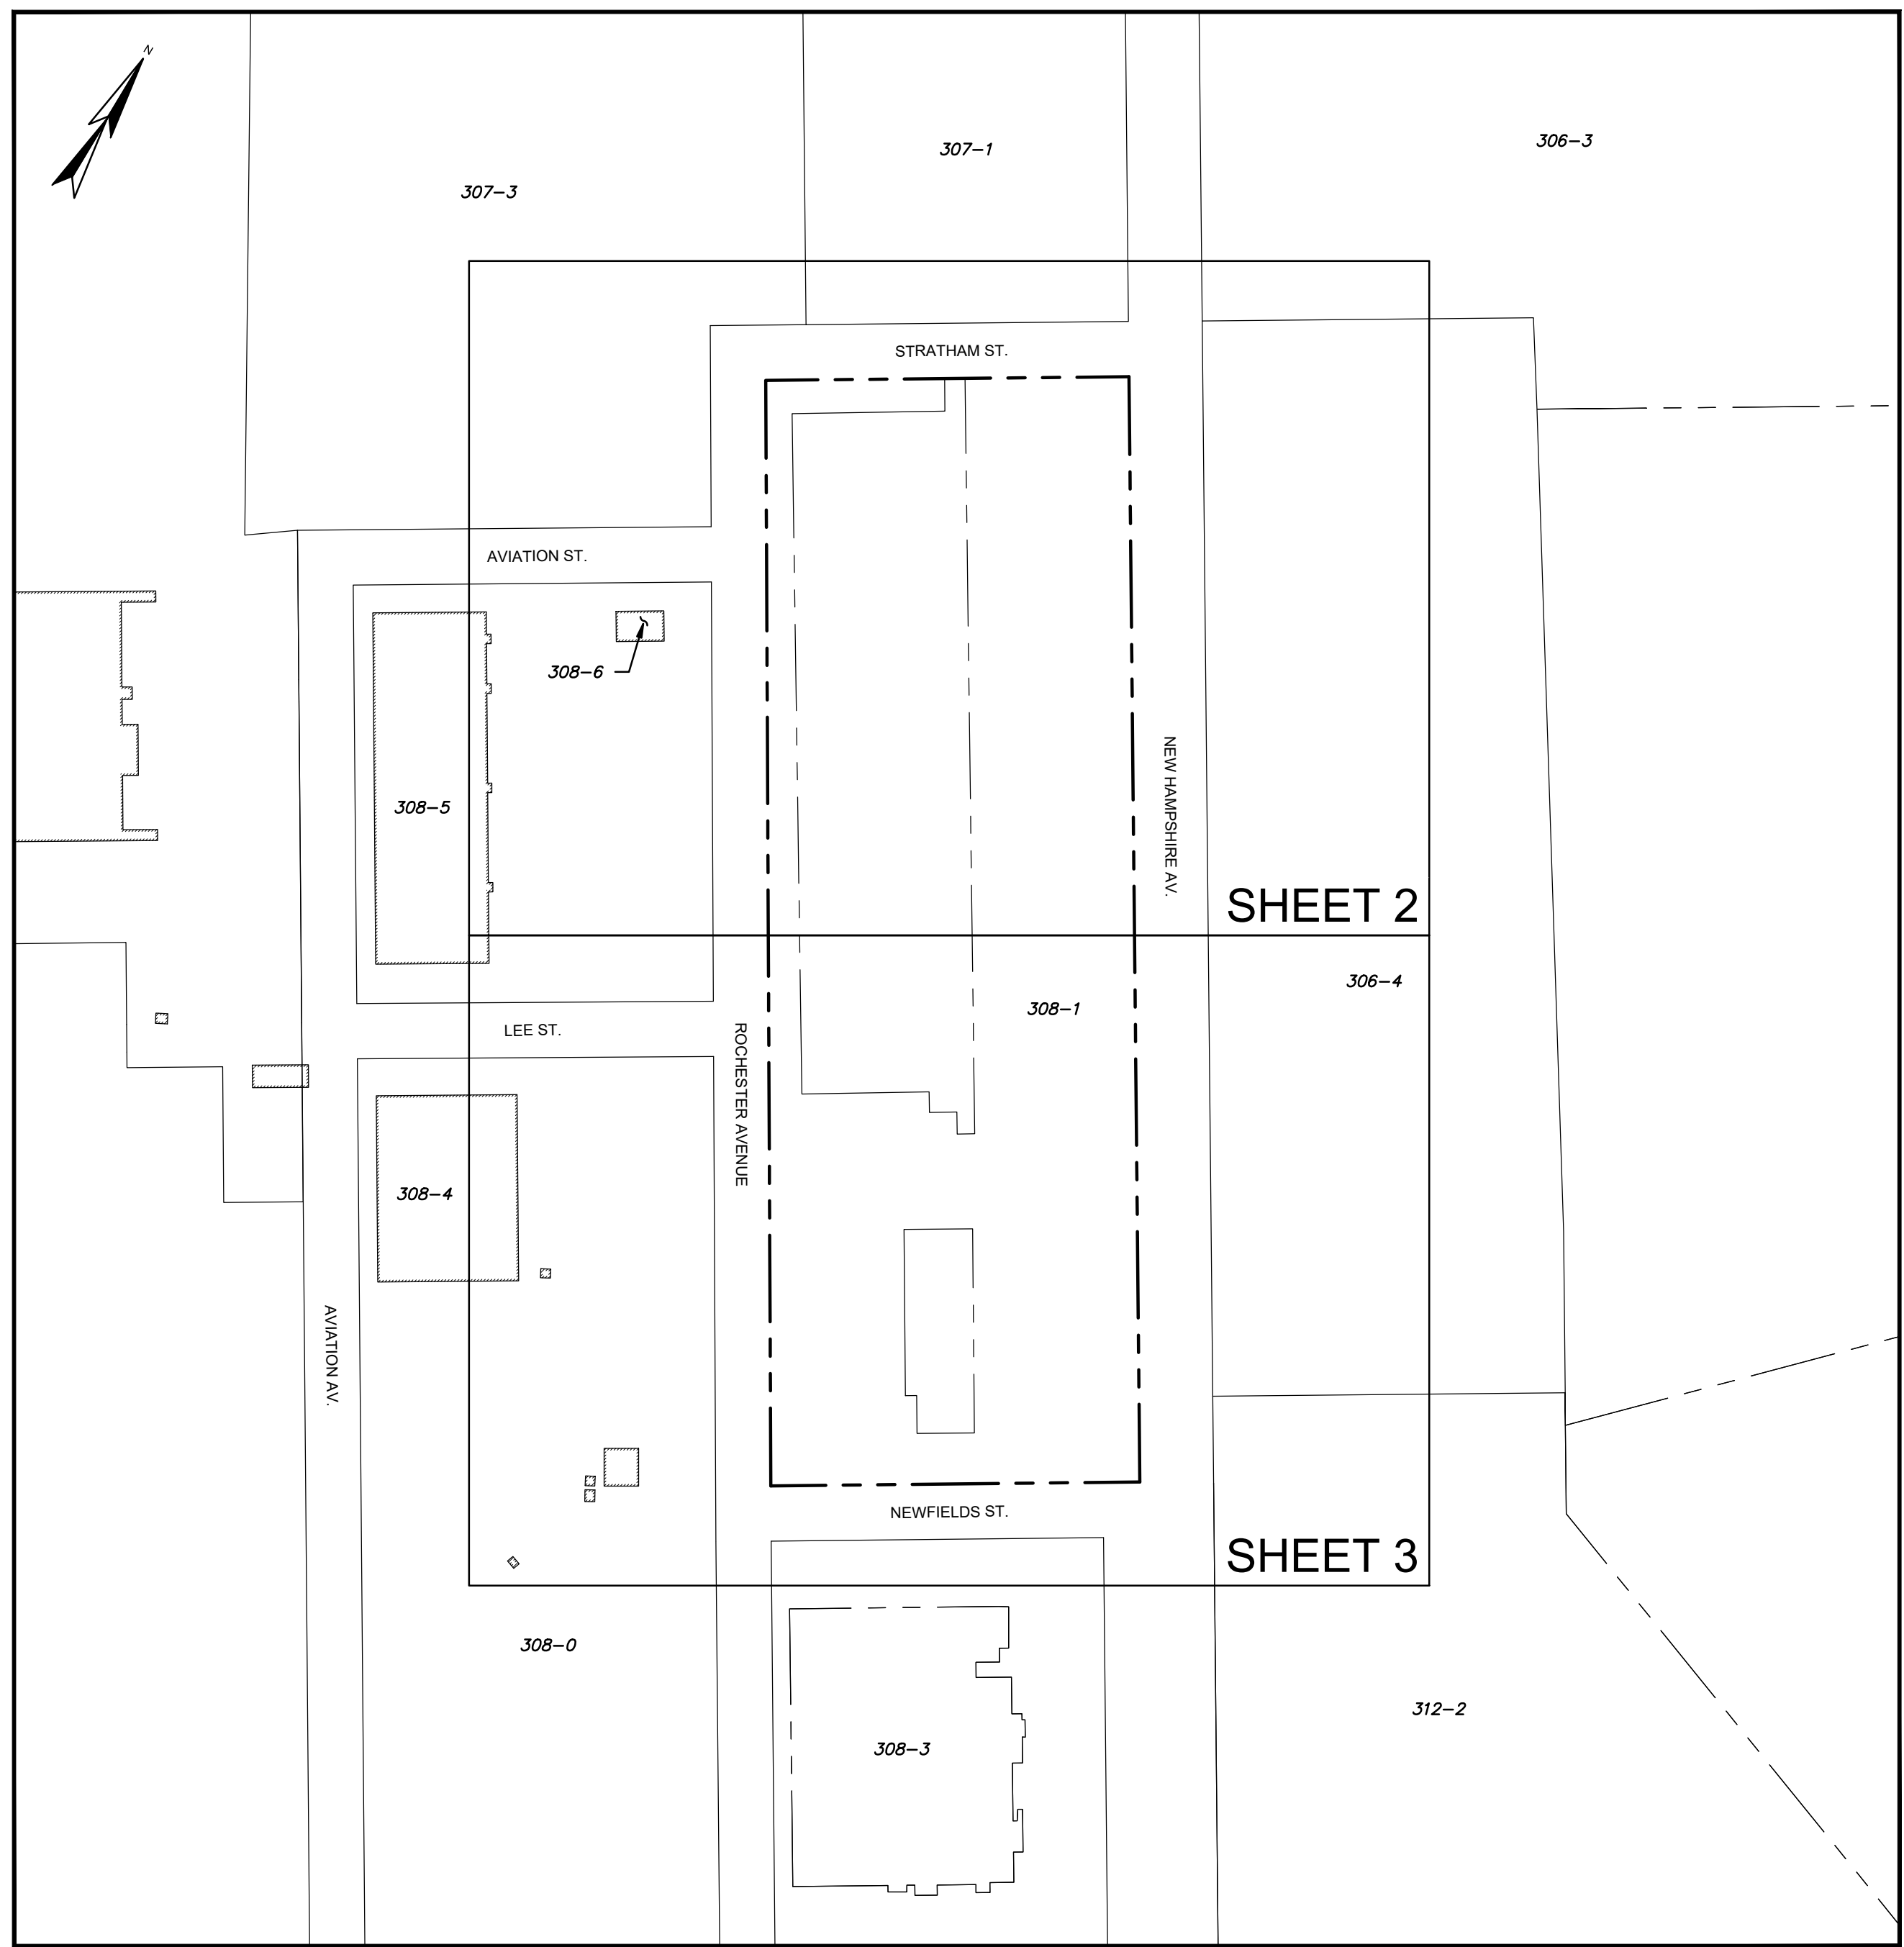 N
307-3
307-1
306-3
STRATHAM ST.
AVIATION ST.
308-6
308-5
NEW HAMPSHIRE AV.
SHEET 2
306-4
308-1
LEE ST.
ROCHESTER AVENUE
308-4
AVIATION AV.
NEWFIELDS ST.
SHEET 3
308-0
312-2
308-3